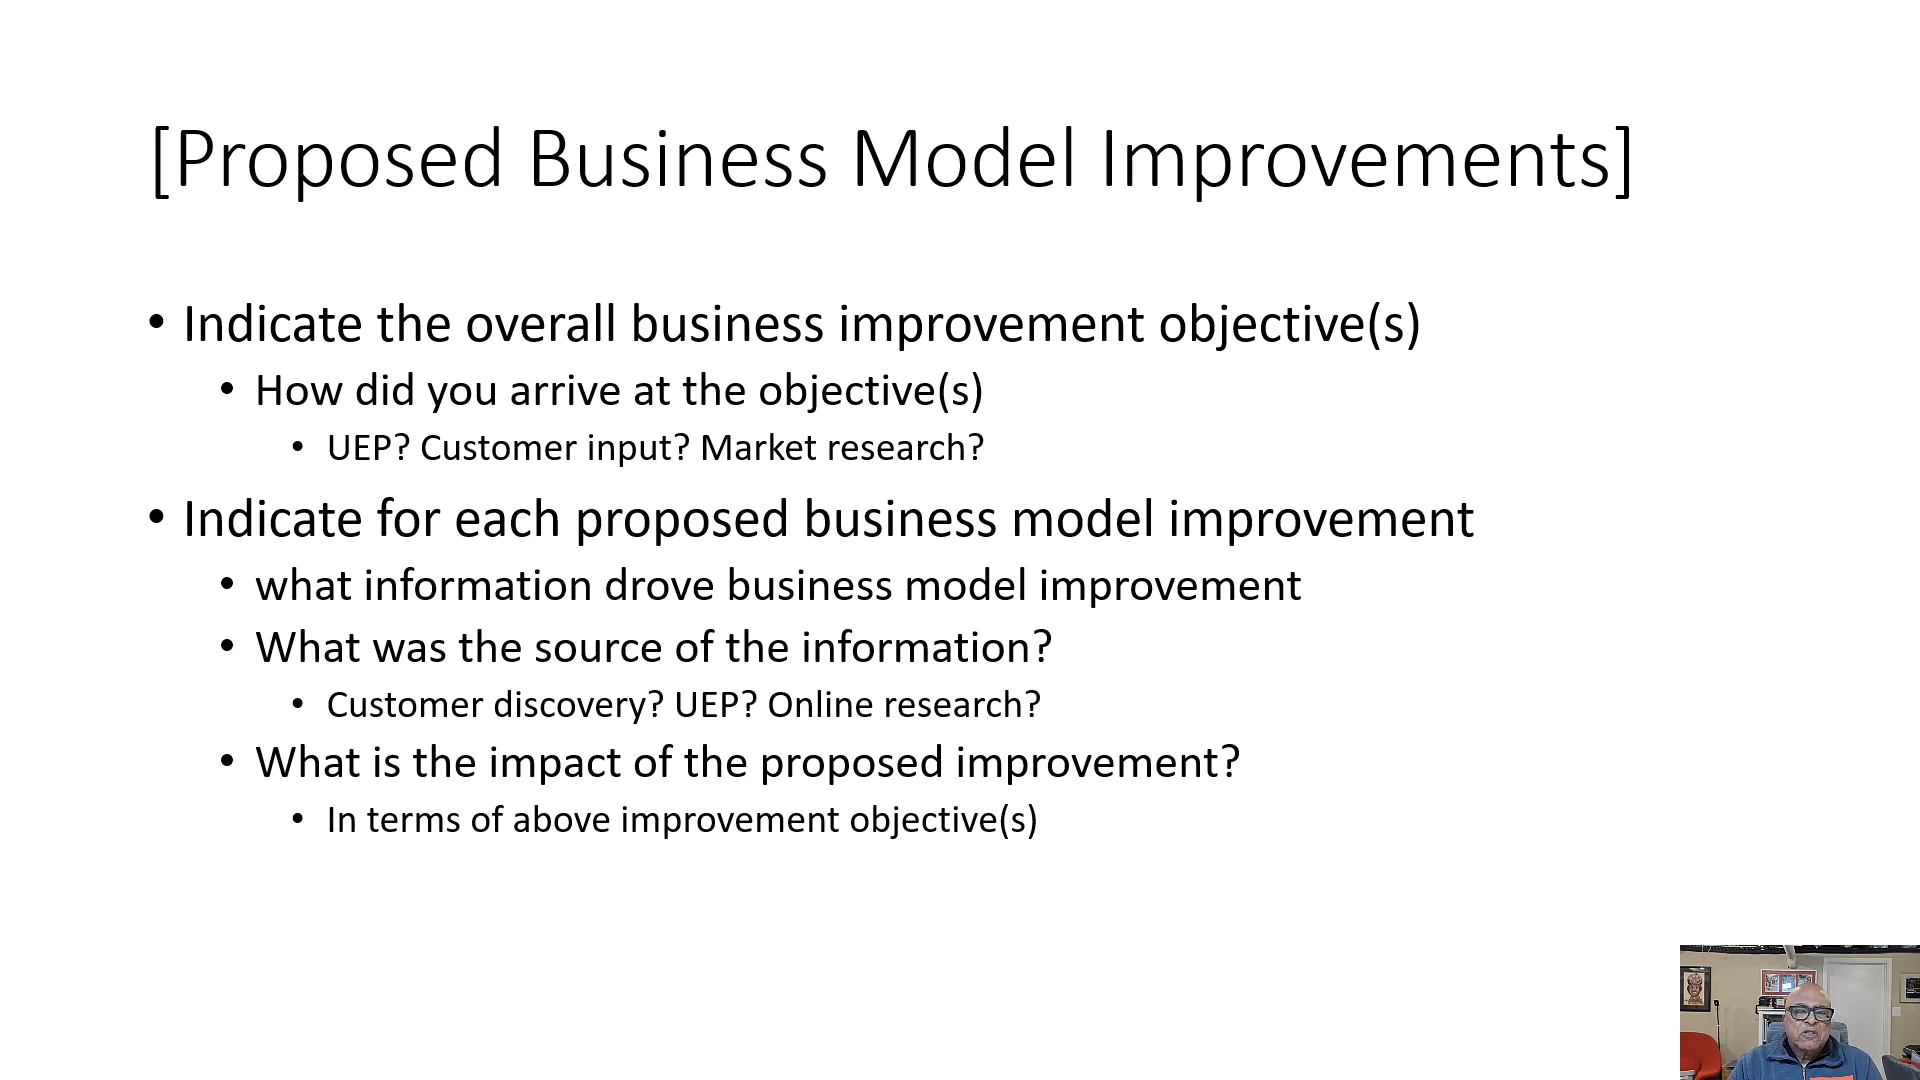 [Proposed Business Model Improvements]
• Indicate the overall business improvement objective(s)
• How did you arrive at the objective(s)
• UEP? Customer input? Market research?
• Indicate for each proposed business model improvement
• what information drove business model improvement
• What was the source of the information?
• Customer discovery? UEP? Online research?
• What is the impact of the proposed improvement?
• In terms of above improvement objective(s)